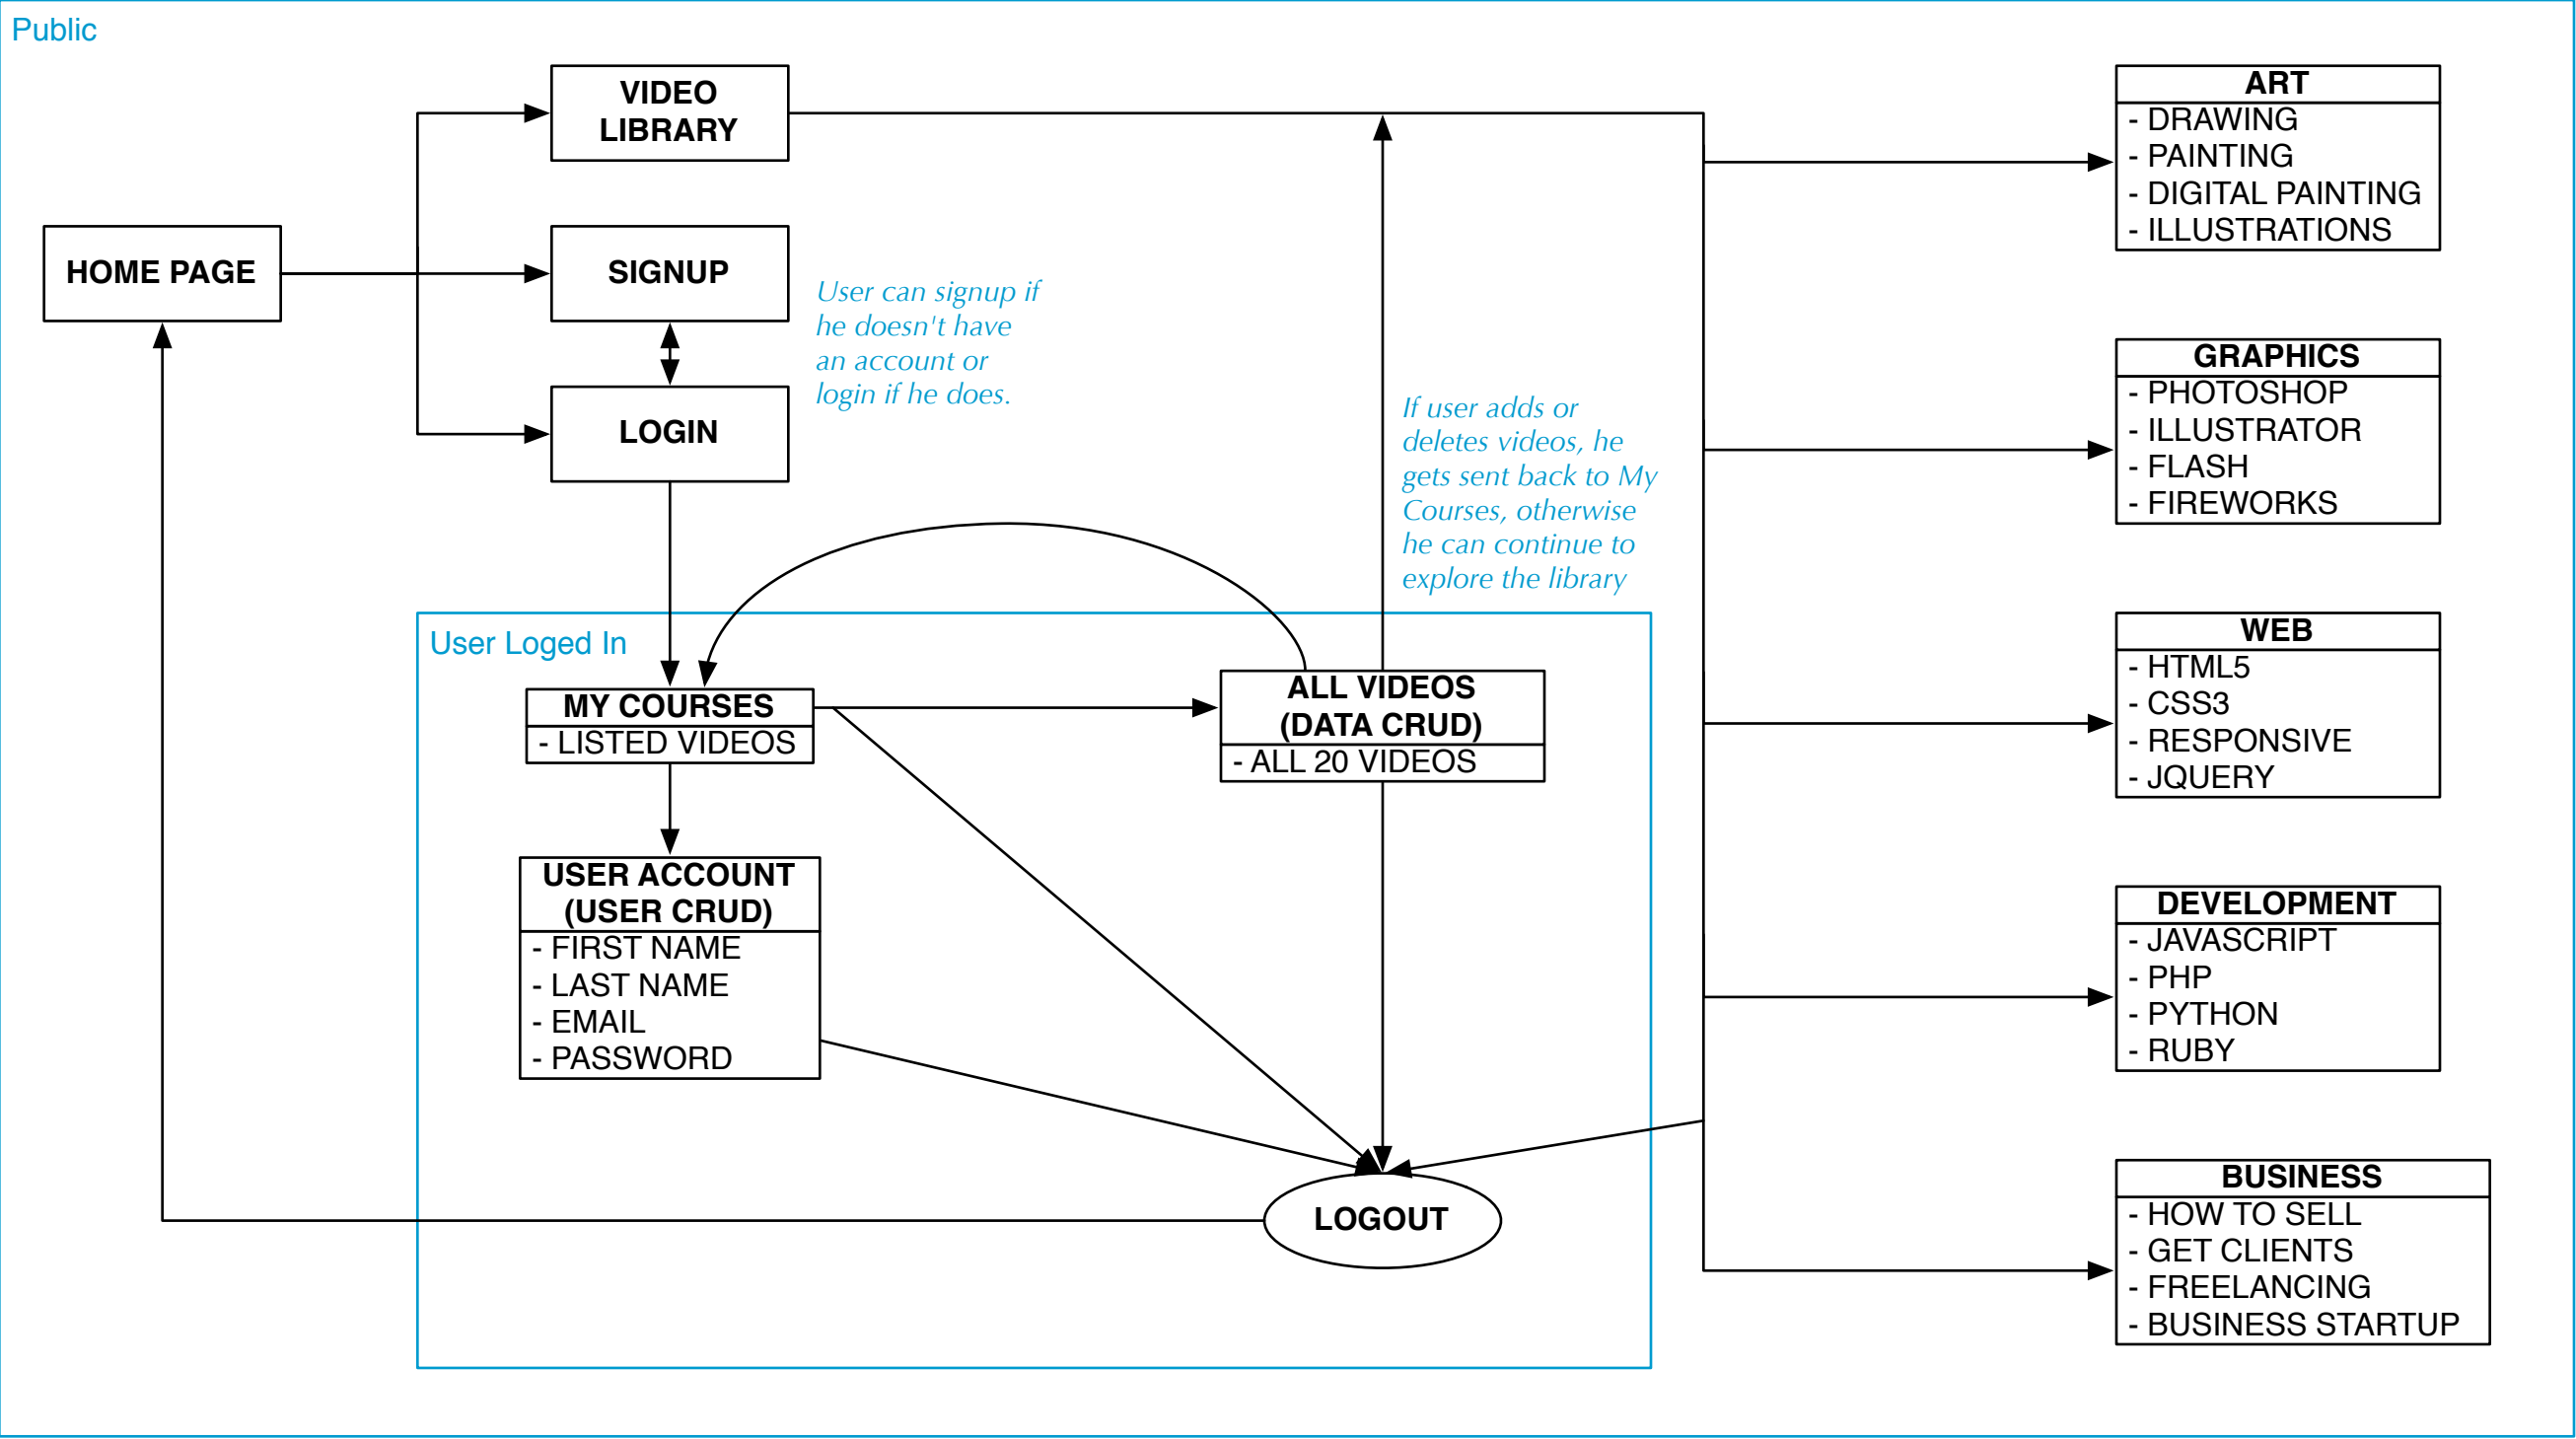 Public
VIDEO
LIBRARY
HOME PAGE
SIGNUP
User can signup if
he doesn't have
an account or
login if he does.
LOGIN
If user adds or
deletes videos, he
gets sent back to My
Courses, otherwise
he can continue to
explore the library
User Loged In
MY COURSES
- LISTED VIDEOS
ALL VIDEOS
(DATA CRUD)
- ALL 20 VIDEOS
USER ACCOUNT
(USER CRUD)
- FIRST NAME
- LAST NAME
- EMAIL
- PASSWORD
LOGOUT
ART
- DRAWING
- PAINTING
- DIGITAL PAINTING
- ILLUSTRATIONS
GRAPHICS
- PHOTOSHOP
- ILLUSTRATOR
- FLASH
- FIREWORKS
WEB
- HTML5
- CSS3
- RESPONSIVE
- JQUERY
DEVELOPMENT
- JAVASCRIPT
- PHP
- PYTHON
- RUBY
BUSINESS
- HOW TO SELL
- GET CLIENTS
- FREELANCING
- BUSINESS STARTUP